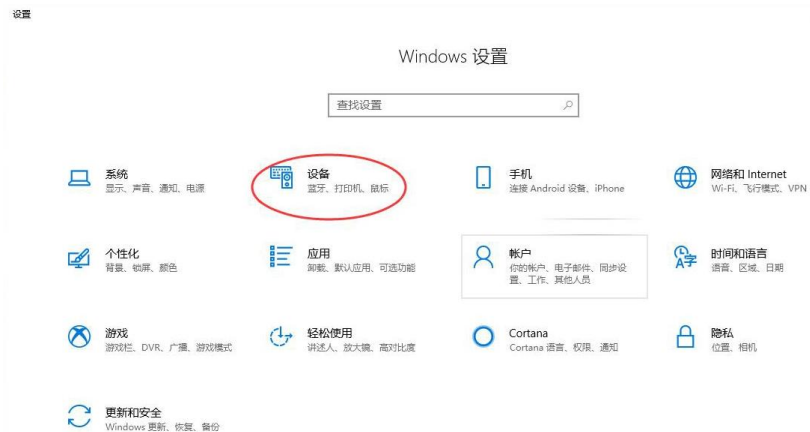 设置
Windows 设置
查找设置
系统
显示、声音、通知、电源
设备
蓝牙、打印机、鼠标
手机
连接 Android 设备、iPhone
网络和 Internet
Wi-Fi、飞行模式、VPN
个性化
背景、锁屏、颜色
应用
卸载、默认应用、可选功能
帐户
你的帐户、电子邮件、同步设
置、工作、其他人员
时间和语言
语音、区域、日期
游戏
游戏栏、DVR、广播、游戏模式
轻松使用
讲述人、放大镜、高对比度
Cortana
Cortana 语言、权限、通知
隐私
位置、相机
更新和安全
Windows 更新、恢复、备份